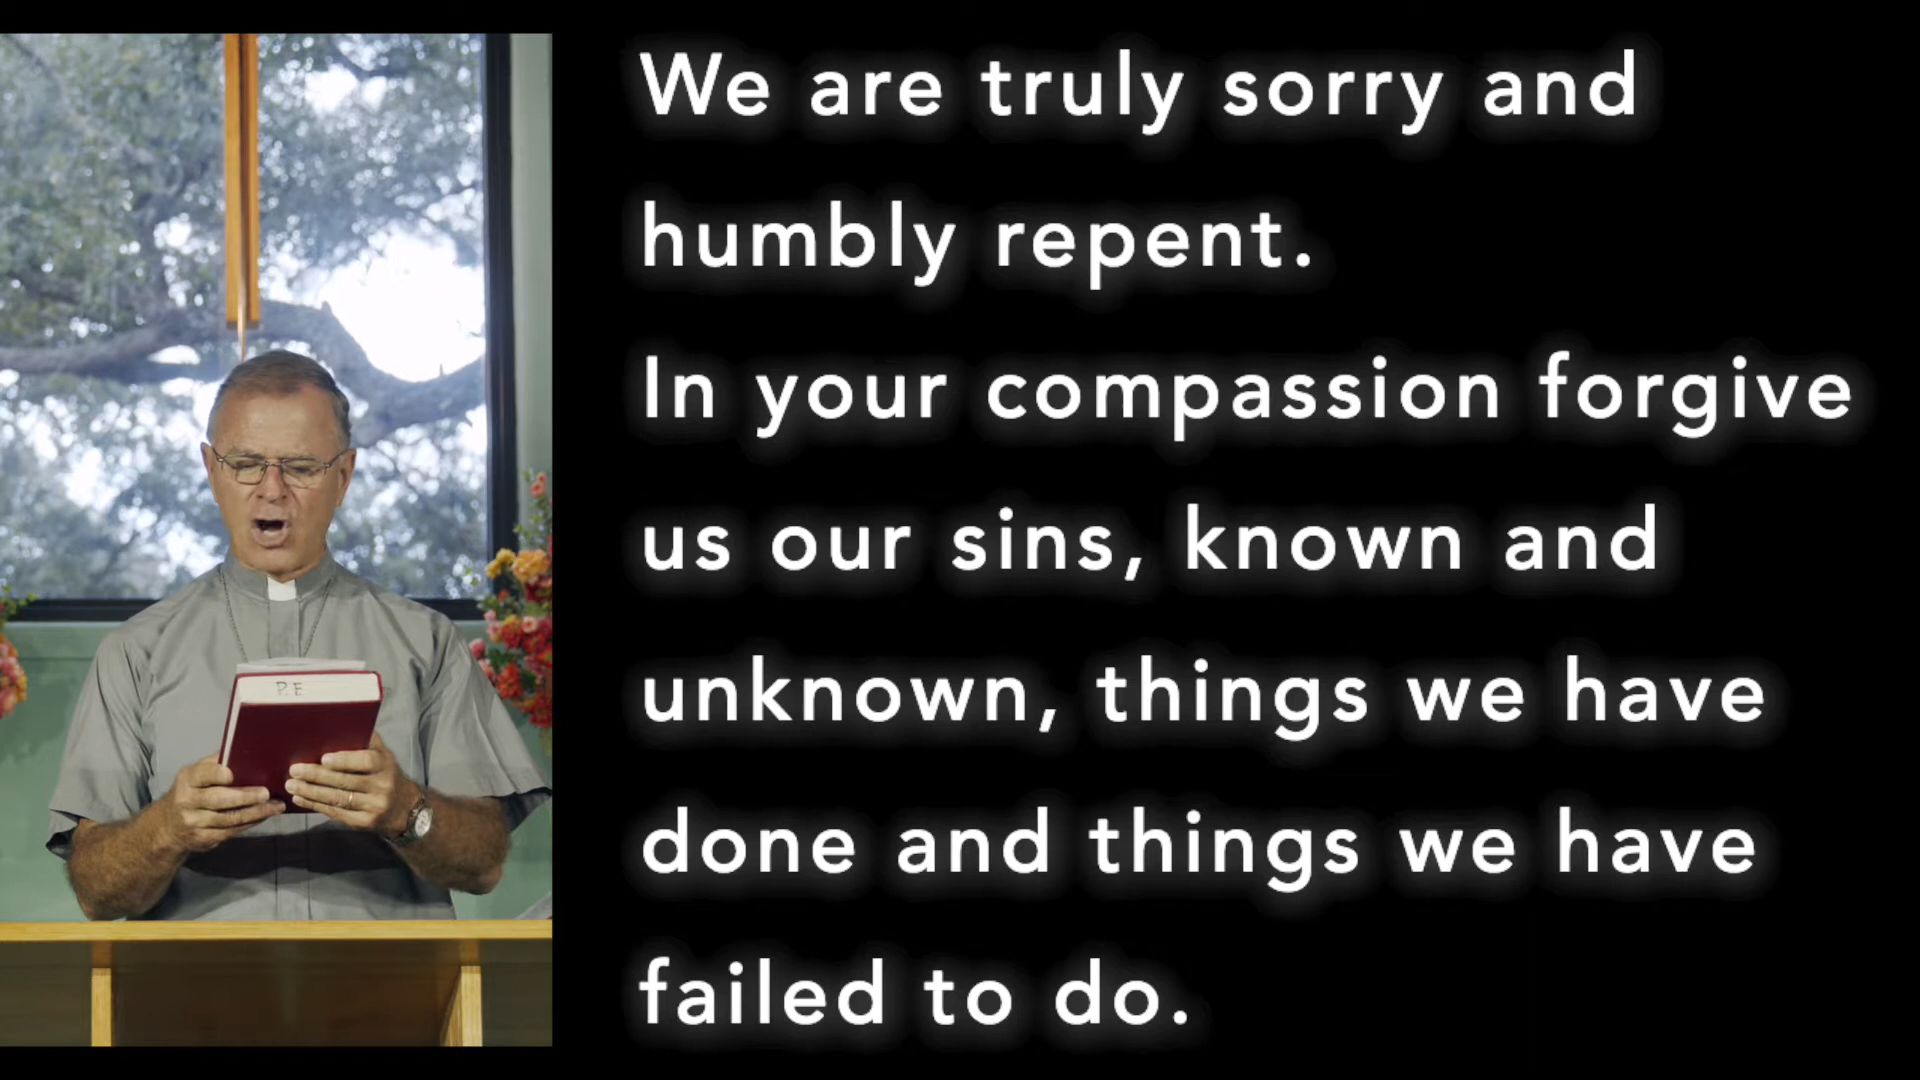 We are truly sorry and
humbly repent.
In your compassion forgive
us our sins, known and
unknown, things we have
done and things we have
failed to do.
P.E